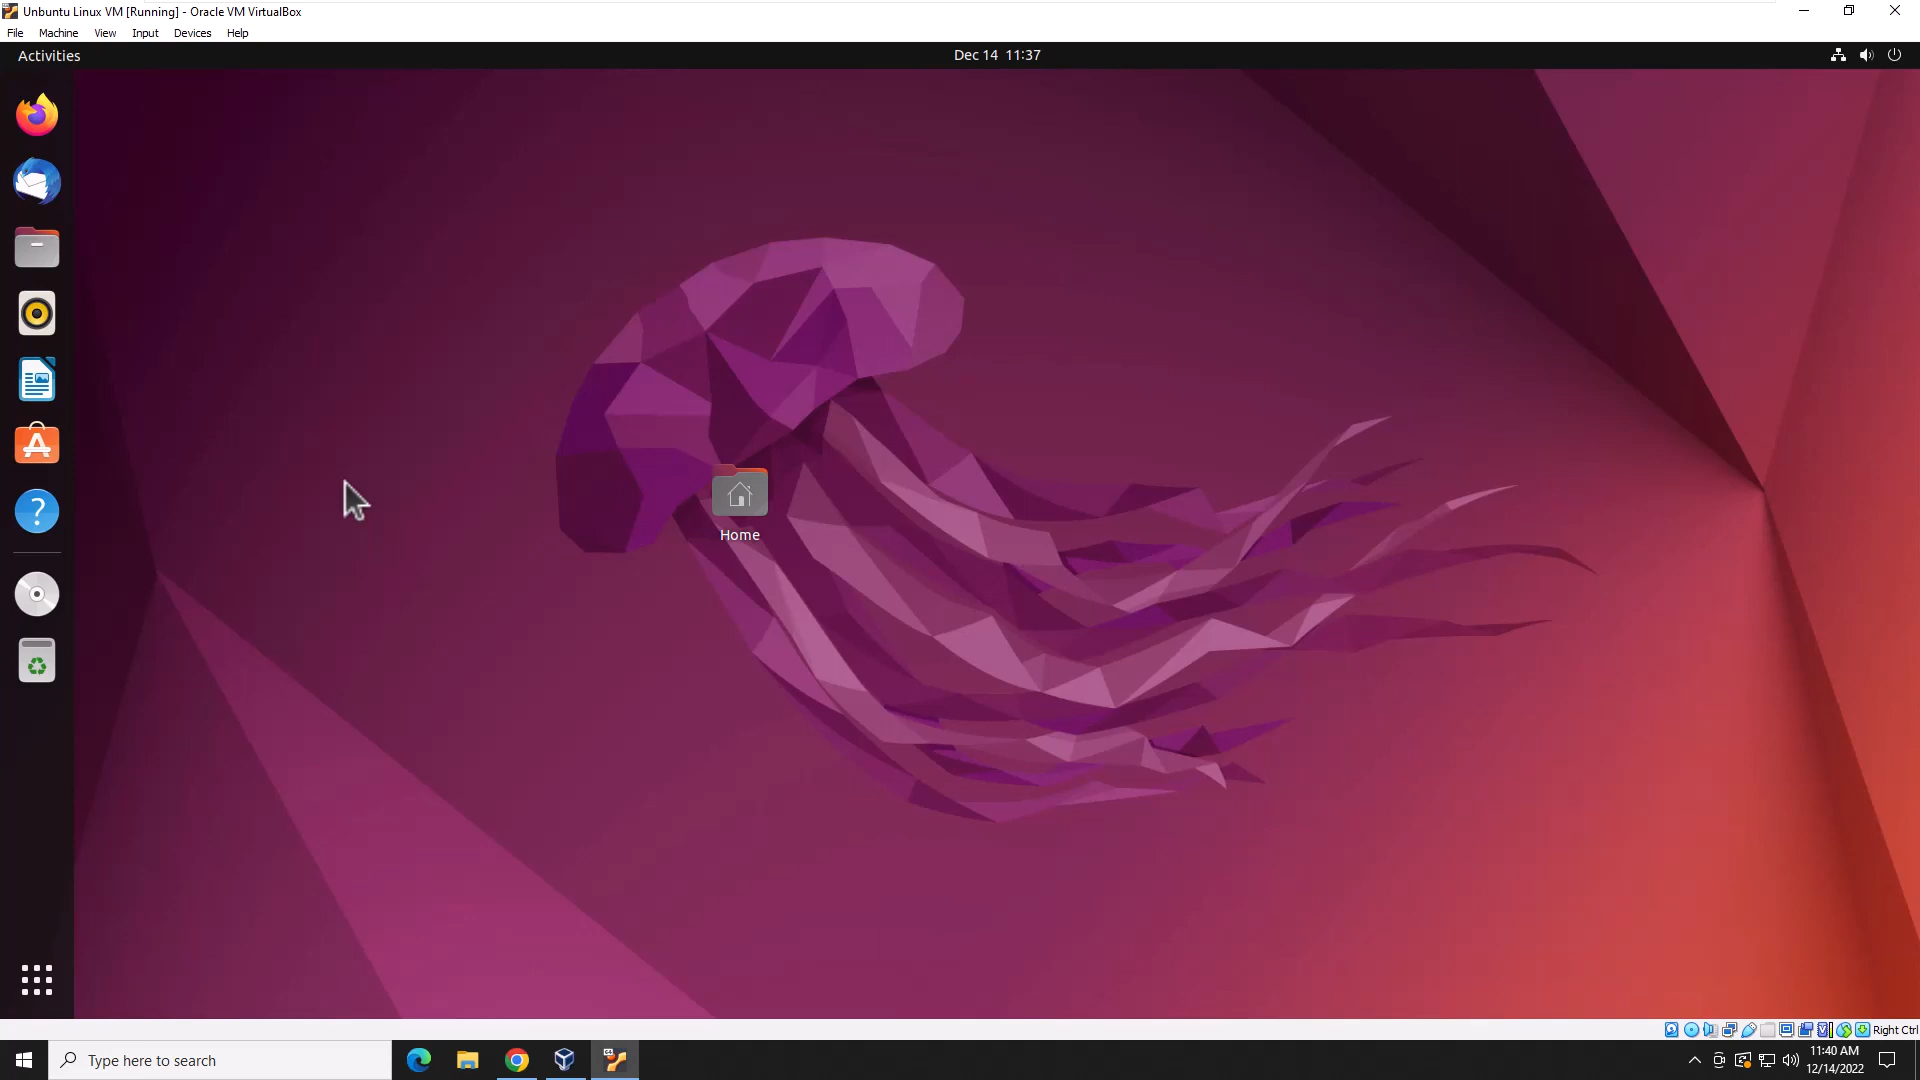 Unbuntu Linux VM [Running] - Oracle VM VirtualBox
File Machine View Input Devices Help
Activities
Dec 14 11:37
Home
Right Ctrl
Type here to search
11:40 AM
12/14/2022